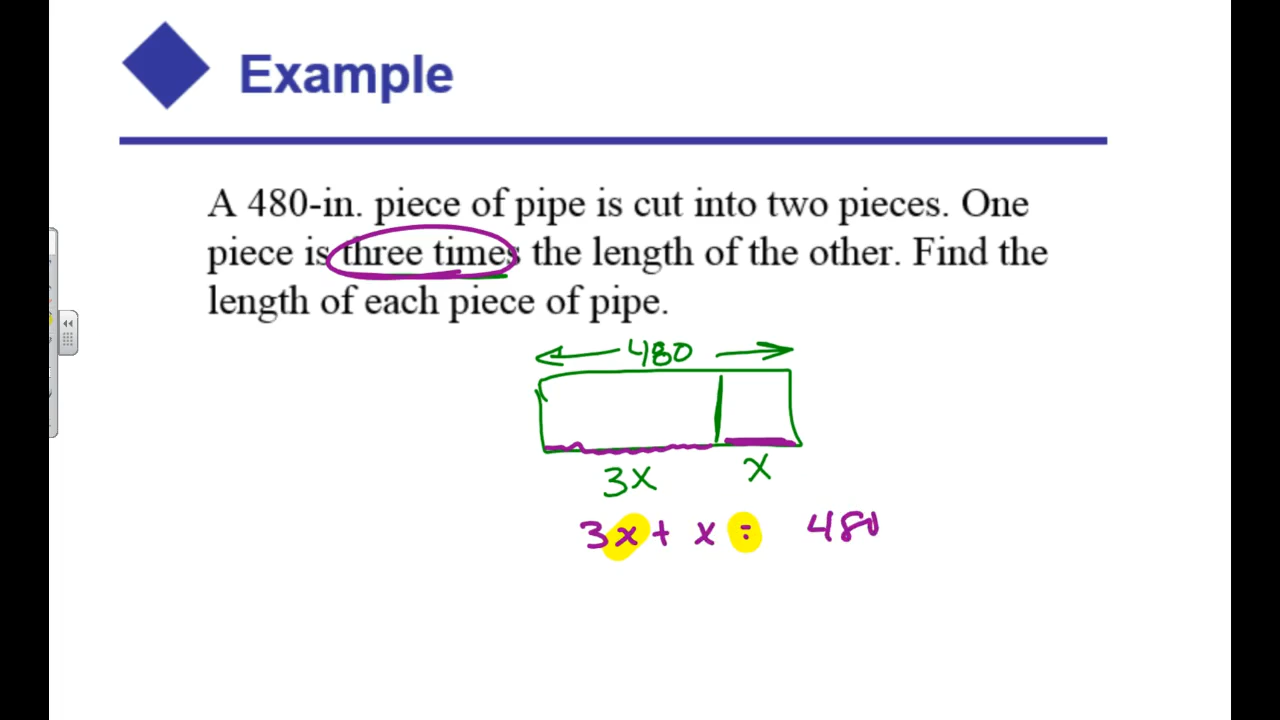 Example
A 480-in. piece of pipe is cut into two pieces. One
piece is three times the length of the other. Find the
length of each piece of pipe.
480
3x x
3x + x = 480